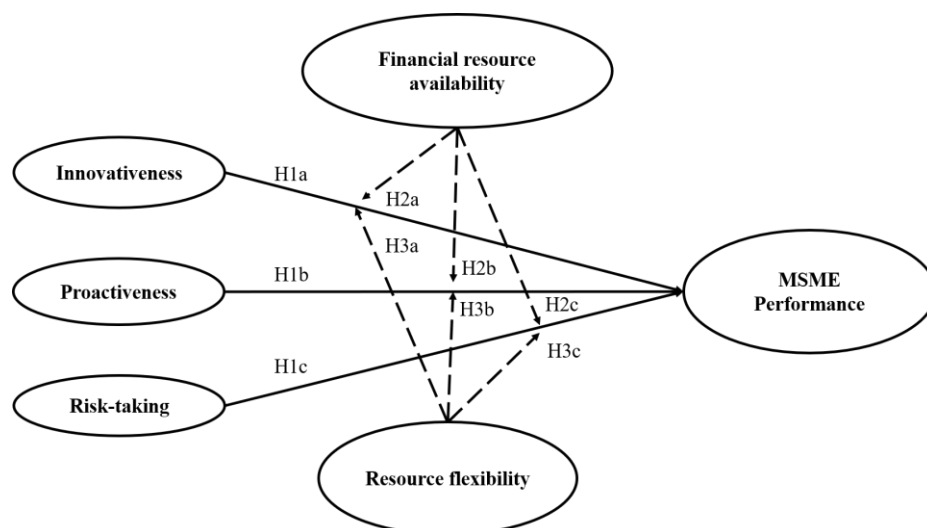 Financial resource
availability
Innovativeness
H1a
H2a
H3a
Proactiveness
H1b
H2b
H3b
H2c
MSME
Performance
H3c
H1c
Risk-taking
Resource flexibility